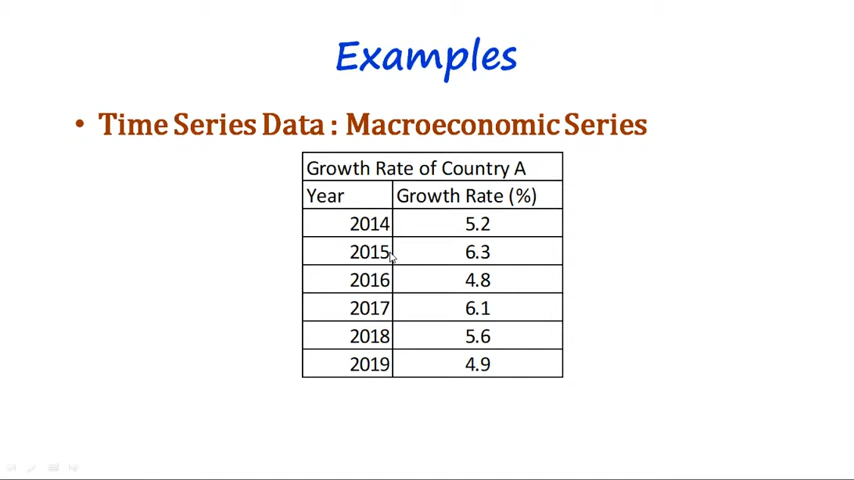 Examples
• Time Series Data : Macroeconomic Series
Growth Rate of Country A
Year Growth Rate (%)
2014 5.2
2015 6.3
2016 4.8
2017 6.1
2018 5.6
2019 4.9